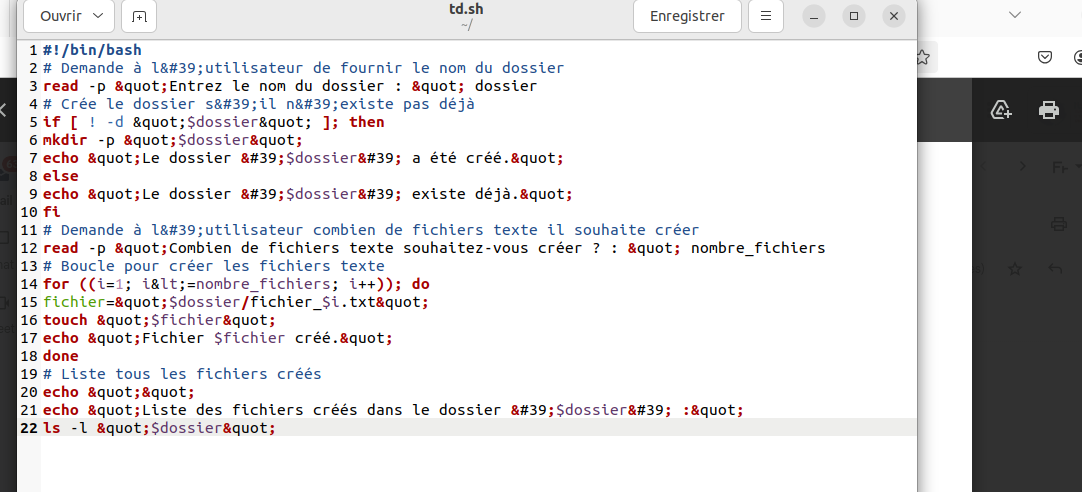 Ouvrir
td.sh
~/
Enregistrer
1 #!/bin/bash
2 # Demande à l&#39;utilisateur de fournir le nom du dossier
3 read -p &quot;Entrez le nom du dossier : &quot; dossier
4 # Crée le dossier s&#39;il n&#39;existe pas déjà
5 if [ ! -d &quot;$dossier&quot; ]; then
6 mkdir -p &quot;$dossier&quot;
7 echo &quot;Le dossier &#39;$dossier&#39; a été créé.&quot;
8 else
9 echo &quot;Le dossier &#39;$dossier&#39; existe déjà.&quot;
10 fi
11 # Demande à l&#39;utilisateur combien de fichiers texte il souhaite créer
12 read -p &quot;Combien de fichiers texte souhaitez-vous créer ? : &quot; nombre_fichiers
13 # Boucle pour créer les fichiers texte
14 for ((i=1; i&lt;=nombre_fichiers; i++)); do
15 fichier=&quot;$dossier/fichier_$i.txt&quot;
16 touch &quot;$fichier&quot;
17 echo &quot;Fichier $fichier créé.&quot;
18 done
19 # Liste tous les fichiers créés
20 echo &quot;&quot;
21 echo &quot;Liste des fichiers créés dans le dossier &#39;$dossier&#39; :&quot;
22 ls -l &quot;$dossier&quot;
Fr